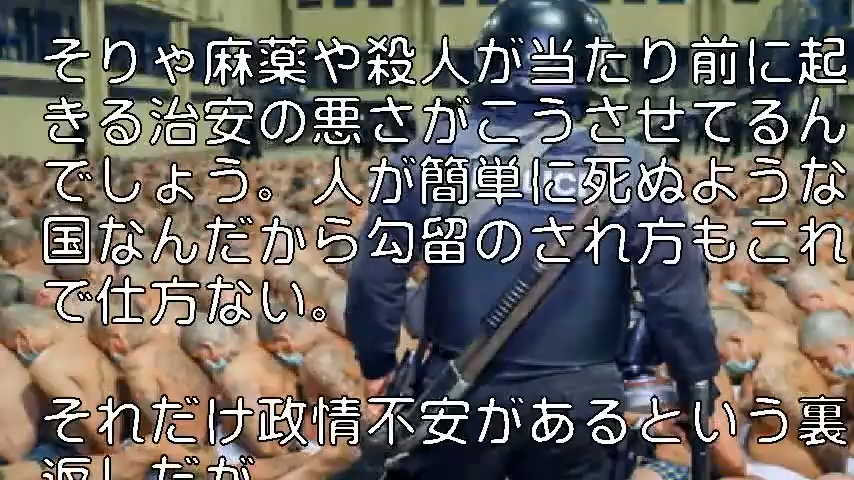 そりゃ麻薬や殺人が当たり前に起
きる治安の悪さがこうさせてるん
でしょう。人が簡単に死ぬような
国なんだから勾留のされ方もこれ
で仕方ない。
それだけ政情不安があるという裏
返しだが